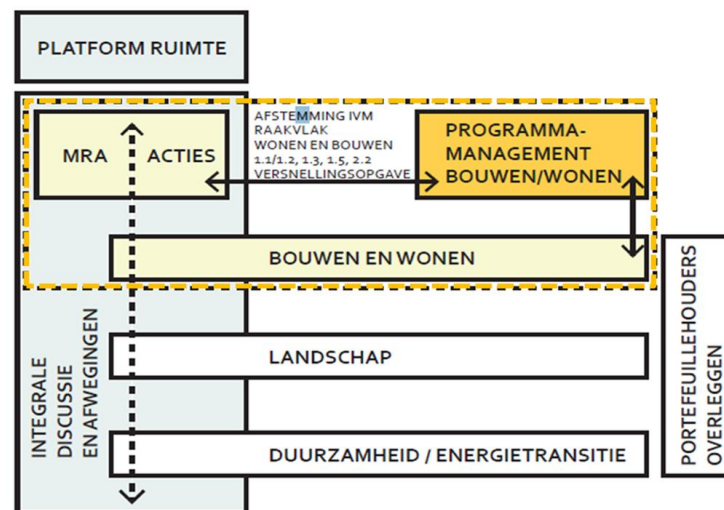 PLATFORM RUIMTE
MRA ACTIES
AFSTEMMING IVM
RAAKVLAK
WONEN EN BOUWEN
1.1/1.2, 1.3, 1.5, 2.2
VERSNELLINGSOPGAVE
PROGRAMMA-
MANAGEMENT
BOUWEN/WONEN
BOUWEN EN WONEN
LANDSCHAP
DUURZAMHEID / ENERGIETRANSITIE
INTEGRALE
DISCUSSIE
EN AFWEGINGEN
PORTEFEUILLEHOUDERS
OVERLEGGEN